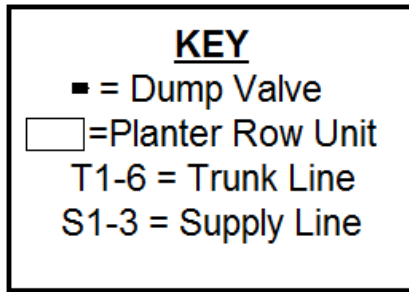 KEY
= Dump Valve
=Planter Row Unit
T1-6 = Trunk Line
S1-3 = Supply Line